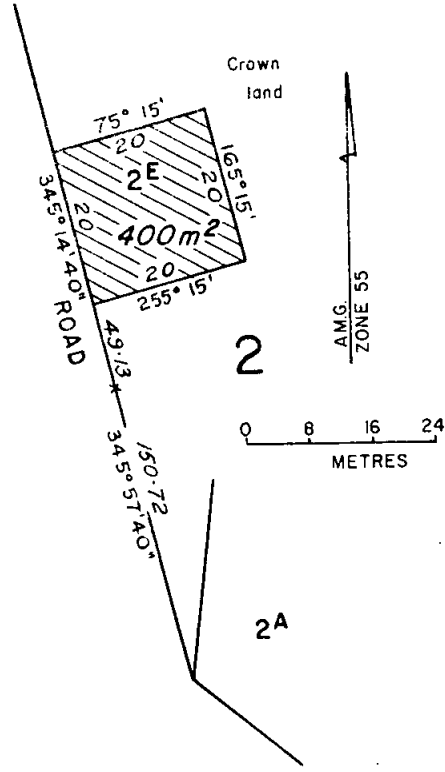 Crown
land
75° 15'
20
2E
165° 15'
20
345° 14' 40"
20
400m²
20
255° 15'
ROAD
49·13
2
A.M.G.
ZONE 55
0 8 16 24
METRES
150·72
345° 57' 40"
2A